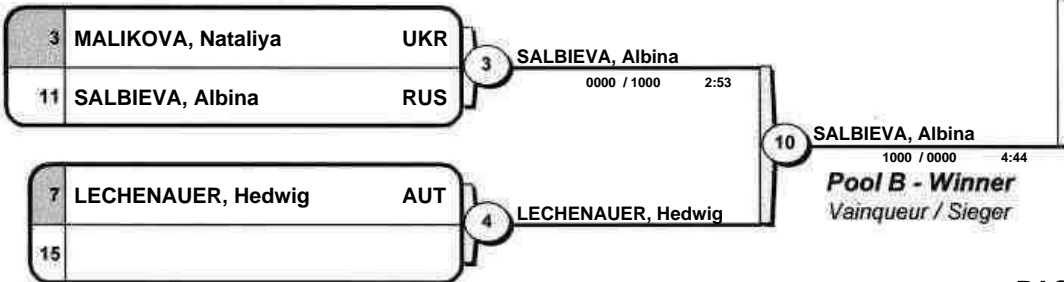 3 MALIKOVA, Nataliya UKR
11 SALBIEVA, Albina RUS
3
SALBIEVA, Albina
0000 / 1000 2:53
7 LECHENAUER, Hedwig AUT
15
4
LECHENAUER, Hedwig
10
SALBIEVA, Albina
1000 / 0000 4:44
Pool B - Winner
Vainqueur / Sieger